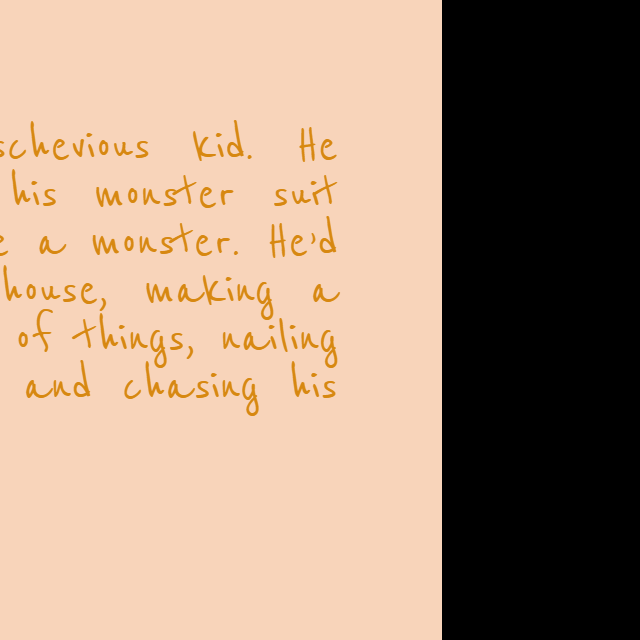 schevious kid. He
his monster suit
e a monster. He'd
house, making a
of things, nailing
and chasing his